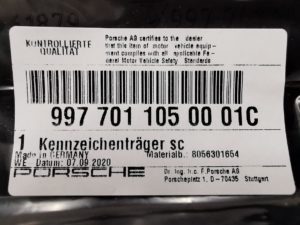 KONTROLLIERTE
QUALITÄT
Porsche AG certifies to the dealer
that this item of motor vehicle equip-
ment complies with all applicable Fe-
deral Motor Vehicle Safety Standards
997 701 105 00 01C
1 Kennzeichenträger sc
Made in GERMANY
Materialb.: 8056301654
WE Datum: 07.09.2020
PORSCHE
Dr. Ing. h.c. F. Porsche AG
Porscheplatz 1, D - 70435 Stuttgart